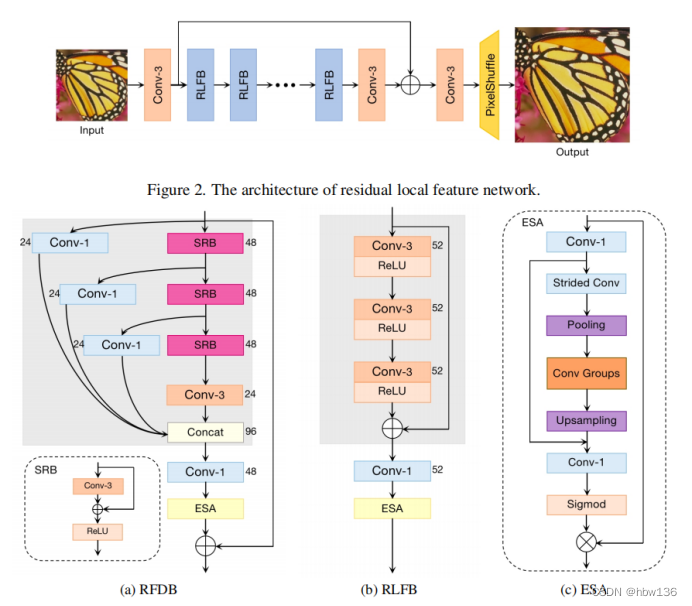 Input
Conv-3
RLFB
RLFB
RLFB
Conv-3
Conv-3
PixelShuffle
Output
Figure 2. The architecture of residual local feature network.
24
Conv-1
SRB
48
24
Conv-1
SRB
48
24
Conv-1
SRB
48
Conv-3
24
Concat
96
Conv-1
48
ESA
SRB
Conv-3
ReLU
(a) RFDB
Conv-3
52
ReLU
Conv-3
52
ReLU
Conv-3
52
ReLU
Conv-1
52
ESA
(b) RLFB
ESA
Conv-1
Strided Conv
Pooling
Conv Groups
Upsampling
Conv-1
Sigmod
(c) ESA
CSDN @hbw136